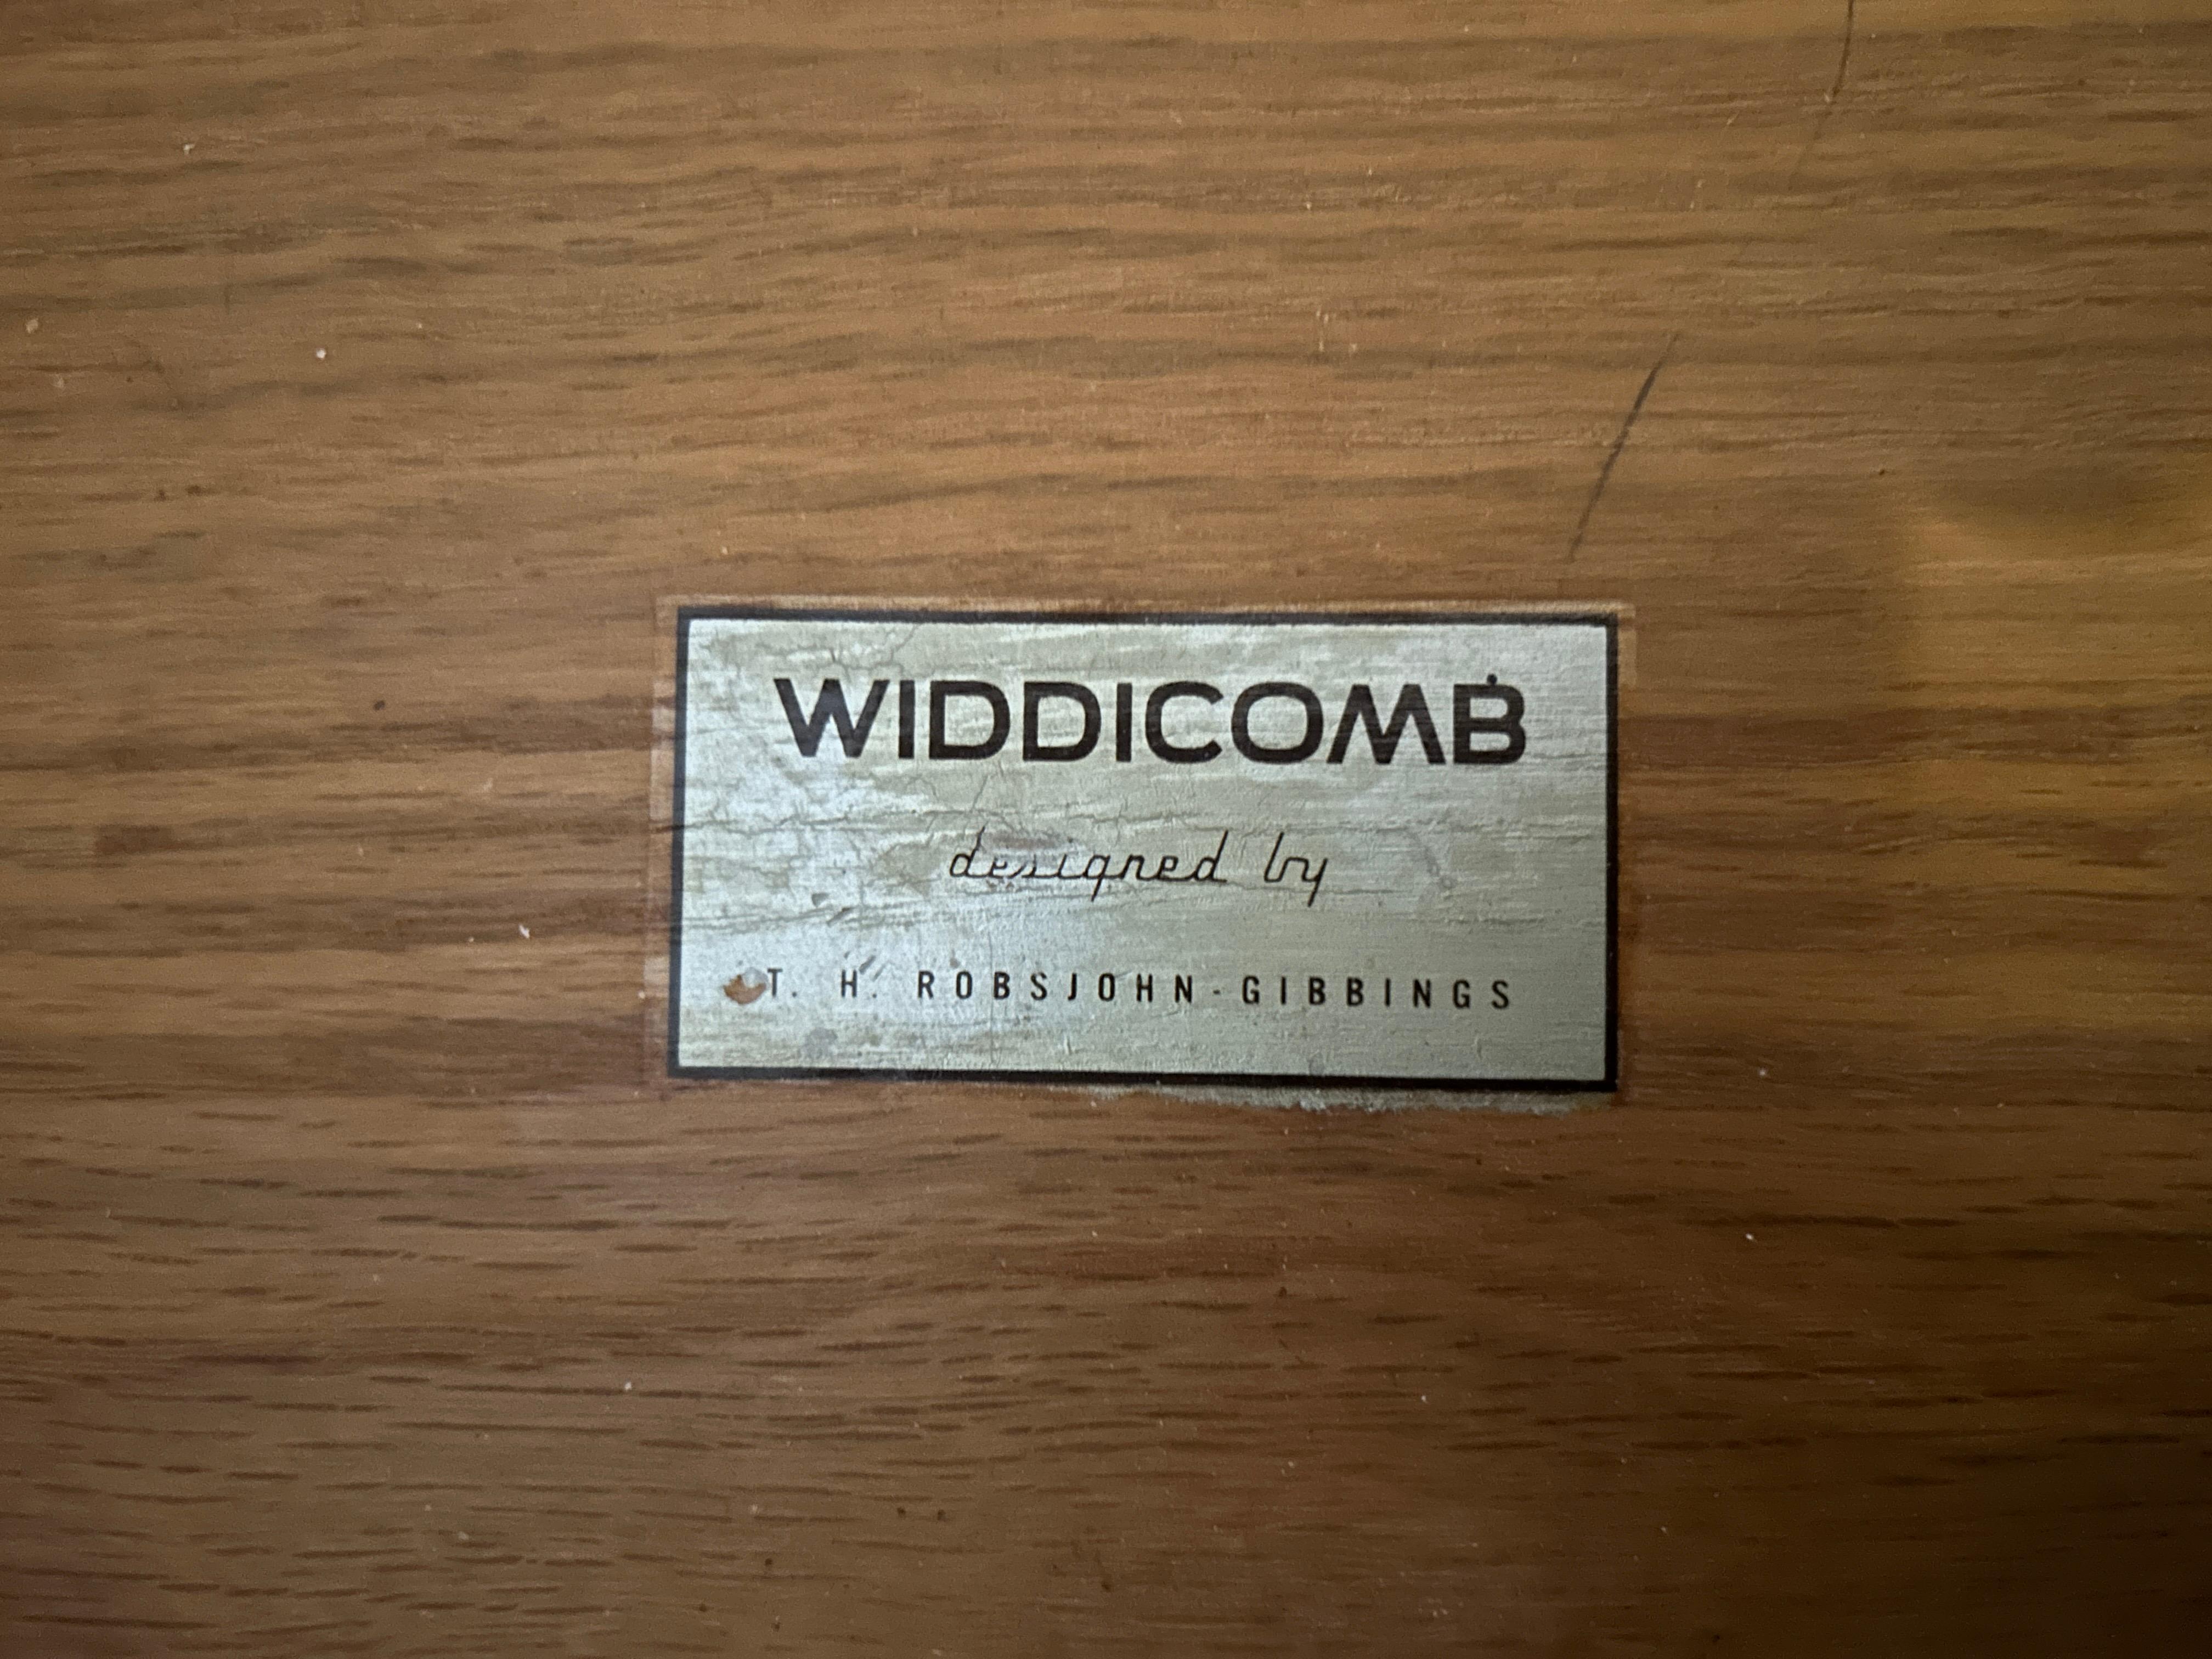 WIDDICOMB
designed by
T. H. ROBSJOHN-GIBBINGS